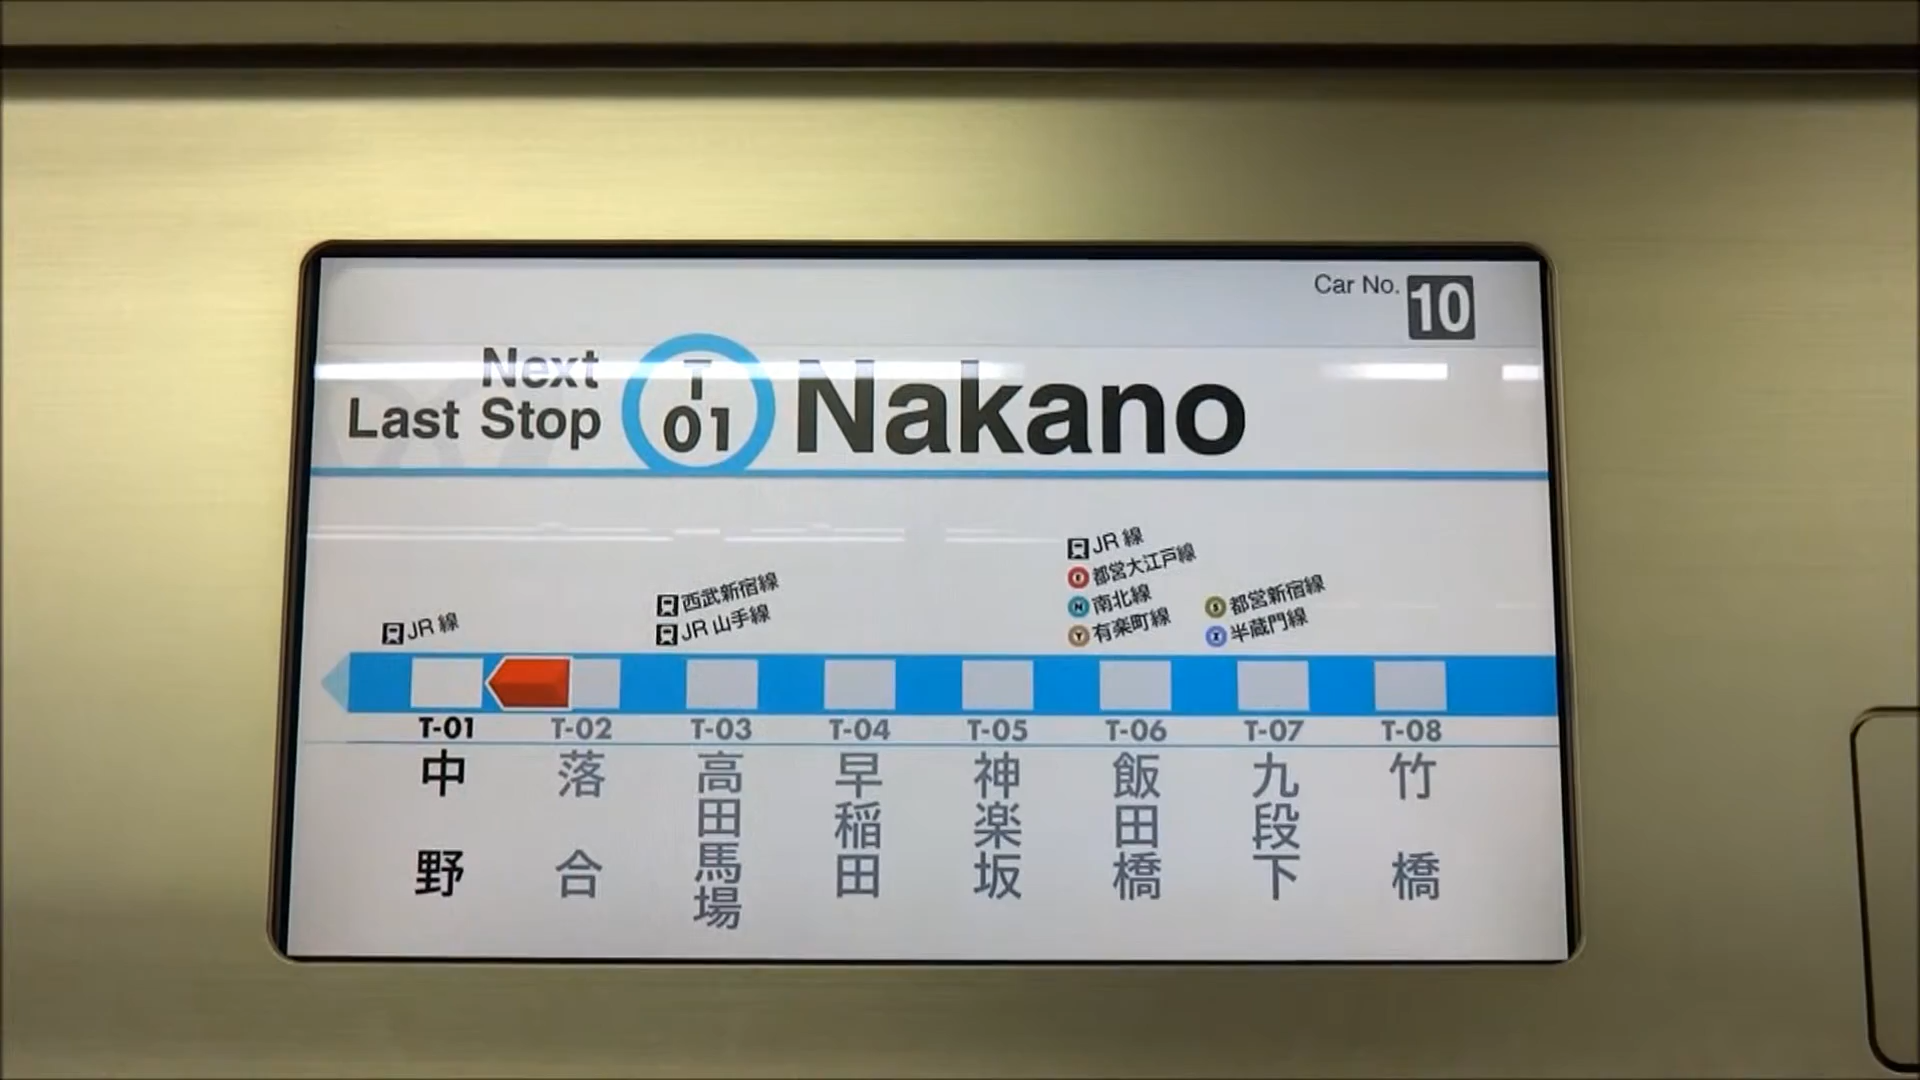 Car No. 10
Next
Last Stop
T
01
Nakano
JR 線
西武新宿線
JR 山手線
JR 線
都営大江戸線
N 南北線
Y 有楽町線
S 都営新宿線
Z 半蔵門線
T-01 T-02 T-03 T-04 T-05 T-06 T-07 T-08
中野
落合
高田馬場
早稲田
神楽坂
飯田橋
九段下
竹橋